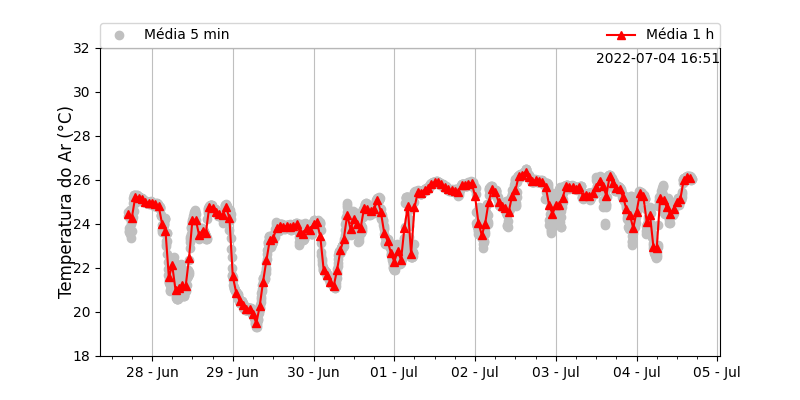 Média 5 min
Média 1 h
2022-07-04 16:51
Temperatura do Ar (°C)
32
30
28
26
24
22
20
18
28 - Jun
29 - Jun
30 - Jun
01 - Jul
02 - Jul
03 - Jul
04 - Jul
05 - Jul